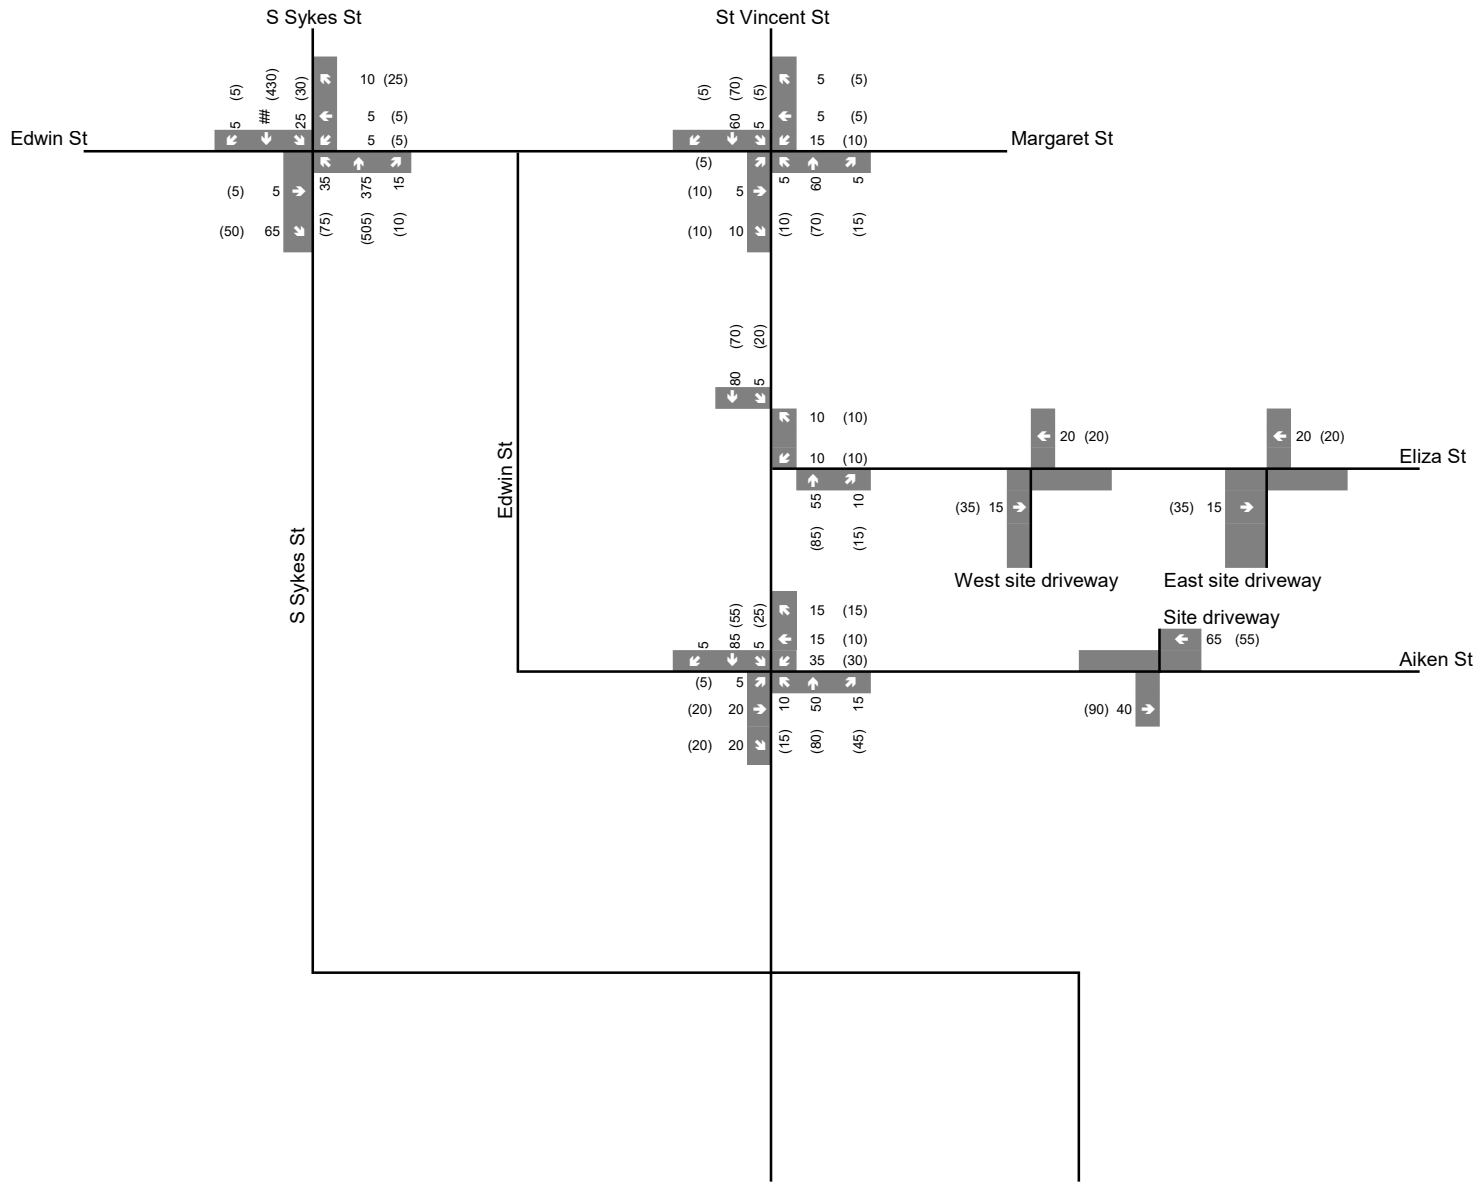 S Sykes St
St Vincent St
(5) (430) (30)
5 ## 25
10 (25)
5 (5)
5 (5)
(5) (70) (5)
60 5
5 (5)
5 (5)
15 (10)
Edwin St
Margaret St
(5) 5
(50) 65
35 375 15
(75) (505) (10)
(5)
(10) 5
(10) 10
5 60 5
(10) (70) (15)
(70) (20)
80 5
10 (10)
10 (10)
55 10
(85) (15)
20 (20)
20 (20)
Eliza St
(35) 15
(35) 15
West site driveway
East site driveway
Edwin St
S Sykes St
(55) (25)
5 85 5
15 (15)
15 (10)
35 (30)
Site driveway
65 (55)
Aiken St
(5) 5
(20) 20
(20) 20
10 50 15
(15) (80) (45)
(90) 40